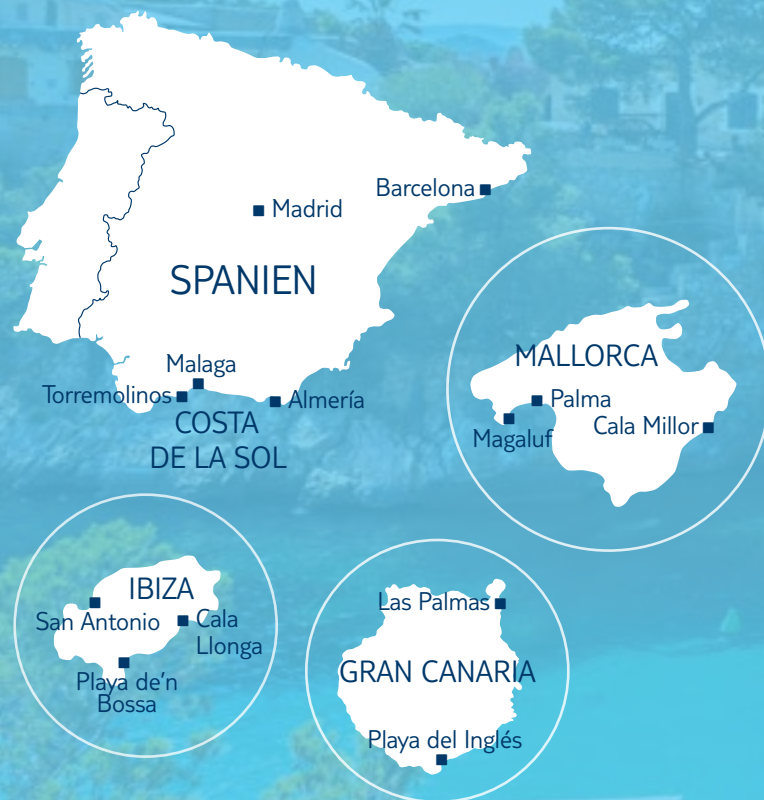 Barcelona
Madrid
SPANIEN
Malaga
Torremolinos
Almería
COSTA
DE LA SOL
MALLORCA
Palma
Magaluf
Cala Millor
IBIZA
San Antonio
Cala
Llonga
Playa de’n
Bossa
Las Palmas
GRAN CANARIA
Playa del Inglés